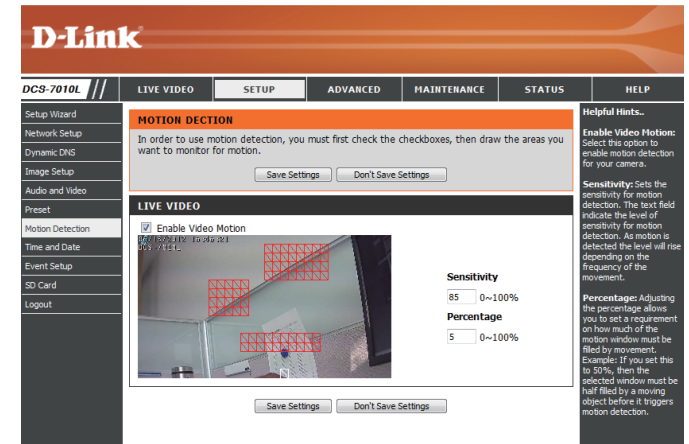 D-Link
DCS-7010L
LIVE VIDEO
SETUP
ADVANCED
MAINTENANCE
STATUS
HELP
Setup Wizard
Network Setup
Dynamic DNS
Image Setup
Audio and Video
Preset
Motion Detection
Time and Date
Event Setup
SD Card
Logout
MOTION DECTION
In order to use motion detection, you must first check the checkboxes, then draw the areas you
want to monitor for motion.
Save Settings
Don't Save Settings
LIVE VIDEO
Enable Video Motion
Sensitivity
85 0~100%
Percentage
5 0~100%
Save Settings
Don't Save Settings
Helpful Hints..
Enable Video Motion:
Select this option to
enable motion detection
for your camera.
Sensitivity: Sets the
sensitivity for motion
detection. The text field
indicate the level of
sensitivity for motion
detection. As motion is
detected the level will rise
depending on the
frequency of the
movement.
Percentage: Adjusting
the percentage allows
you to set a requirement
on how much of the
motion window must be
filled by movement.
Example: If you set this
to 50%, then the
selected window must be
half filled by a moving
object before it triggers
motion detection.